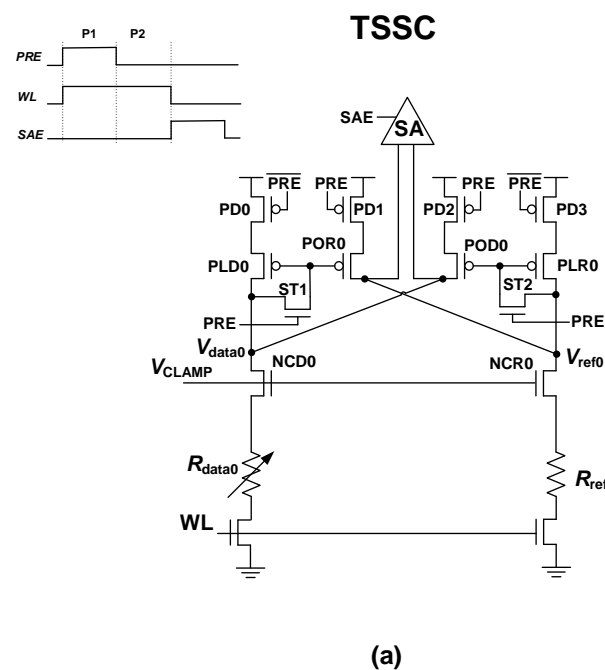 TSSC
P1 P2
PRE
WL
SAE
SAE
SA
PRE PRE PRE PRE
PD0 PD1 PD2 PD3
POR0 POD0
PLD0 PLR0
ST1 ST2
PRE PRE
Vdata0 Vref0
VCLAMP NCD0 NCR0
Rdata0 Rref
WL
(a)